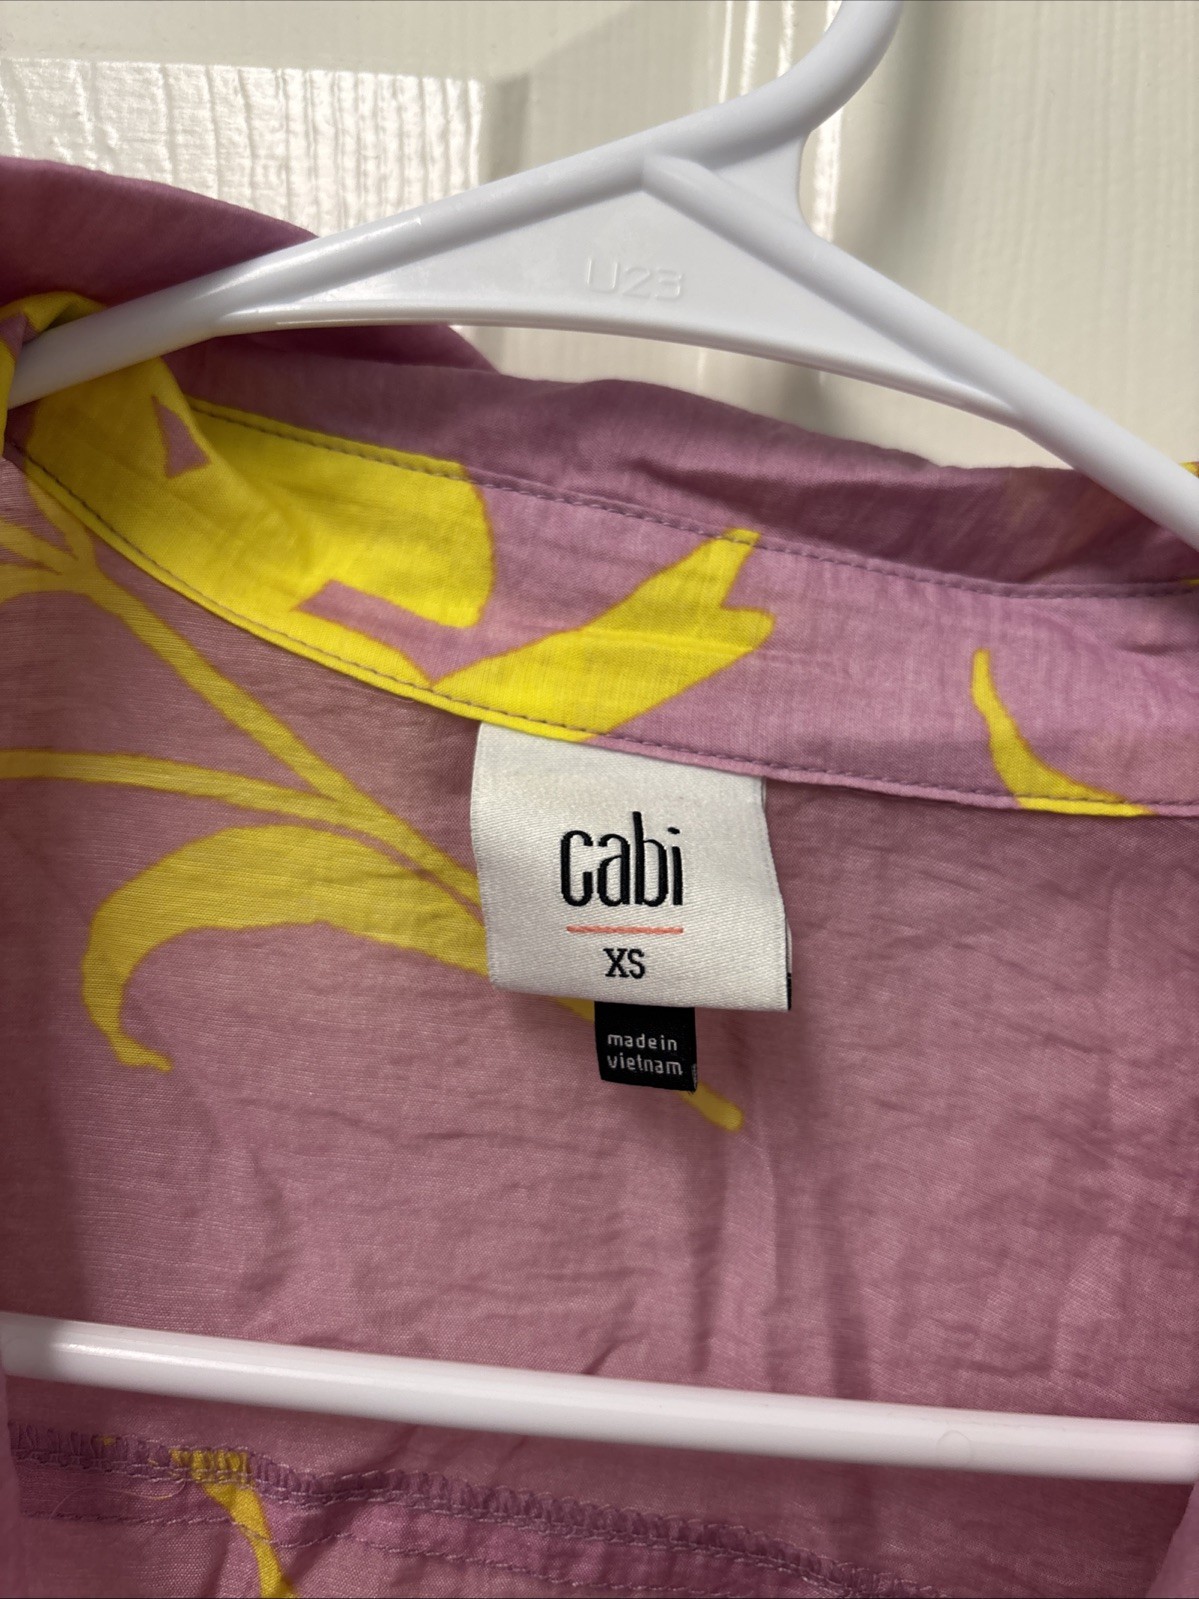 U23
cabi
XS
made in
vietnam